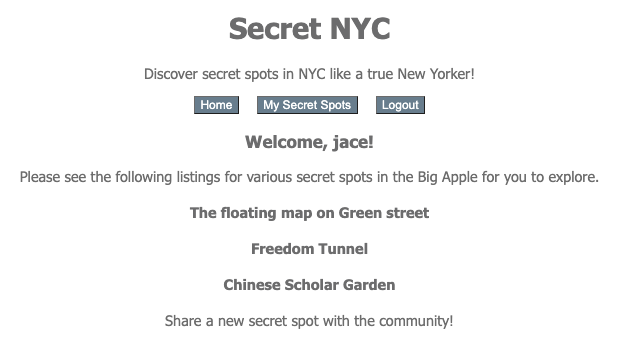 Secret NYC
Discover secret spots in NYC like a true New Yorker!
Home My Secret Spots Logout
Welcome, jace!
Please see the following listings for various secret spots in the Big Apple for you to explore.
The floating map on Green street
Freedom Tunnel
Chinese Scholar Garden
Share a new secret spot with the community!